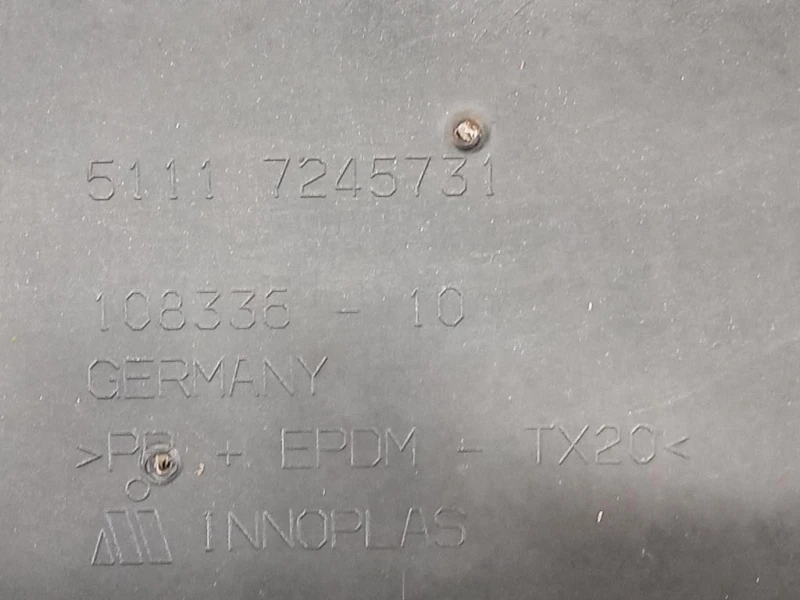 5111 7245731
108336 - 10
GERMANY
>PP + EPDM - TX20<
INNOPLAS